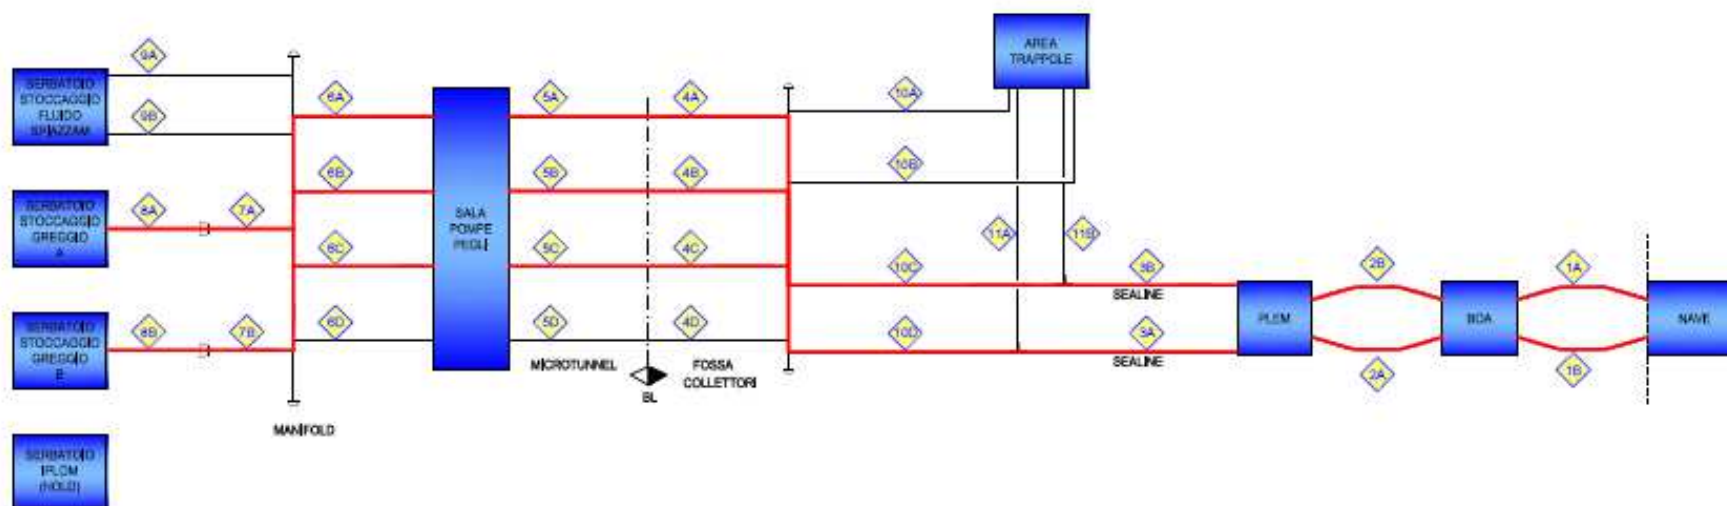 SERBATOIO
STOCCAGGIO
FLUIDO
SPIAZZAM
9A
9B
SERBATOIO
STOCCAGGIO
GREGGIO
A
8A
7A
SERBATOIO
STOCCAGGIO
GREGGIO
B
8B
7B
SERBATOIO
IPLOM
(HOLD)
MANIFOLD
6A
6B
6C
6D
SALA
POMPE
PEGLI
5A
5B
5C
5D
MICROTUNNEL
BL
4A
4B
4C
4D
FOSSA
COLLETTORI
AREA
TRAPPOLE
10A
10B
10C
10D
11A
11B
3B
SEALINE
3A
SEALINE
PLEM
2B
2A
BOA
1A
1B
NAVE